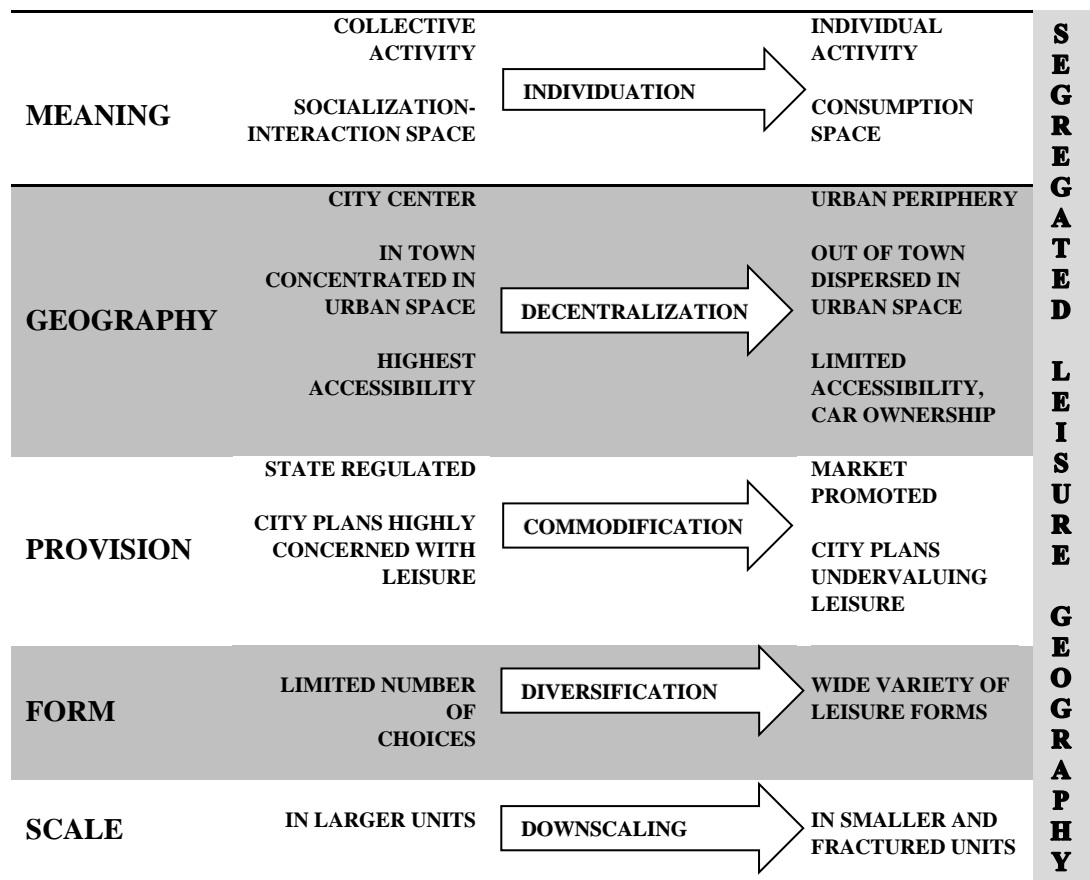 COLLECTIVE
ACTIVITY
SOCIALIZATION-
INTERACTION SPACE
MEANING
INDIVIDUATION
INDIVIDUAL
ACTIVITY
CONSUMPTION
SPACE
CITY CENTER
IN TOWN
CONCENTRATED IN
URBAN SPACE
HIGHEST
ACCESSIBILITY
GEOGRAPHY
DECENTRALIZATION
URBAN PERIPHERY
OUT OF TOWN
DISPERSED IN
URBAN SPACE
LIMITED
ACCESSIBILITY,
CAR OWNERSHIP
STATE REGULATED
CITY PLANS HIGHLY
CONCERNED WITH
LEISURE
PROVISION
COMMODIFICATION
MARKET
PROMOTED
CITY PLANS
UNDERVALUING
LEISURE
FORM
LIMITED NUMBER
OF
CHOICES
DIVERSIFICATION
WIDE VARIETY OF
LEISURE FORMS
SCALE
IN LARGER UNITS
DOWNSCALING
IN SMALLER AND
FRACTURED UNITS
SEGREGATED LEISURE GEOGRAPHY